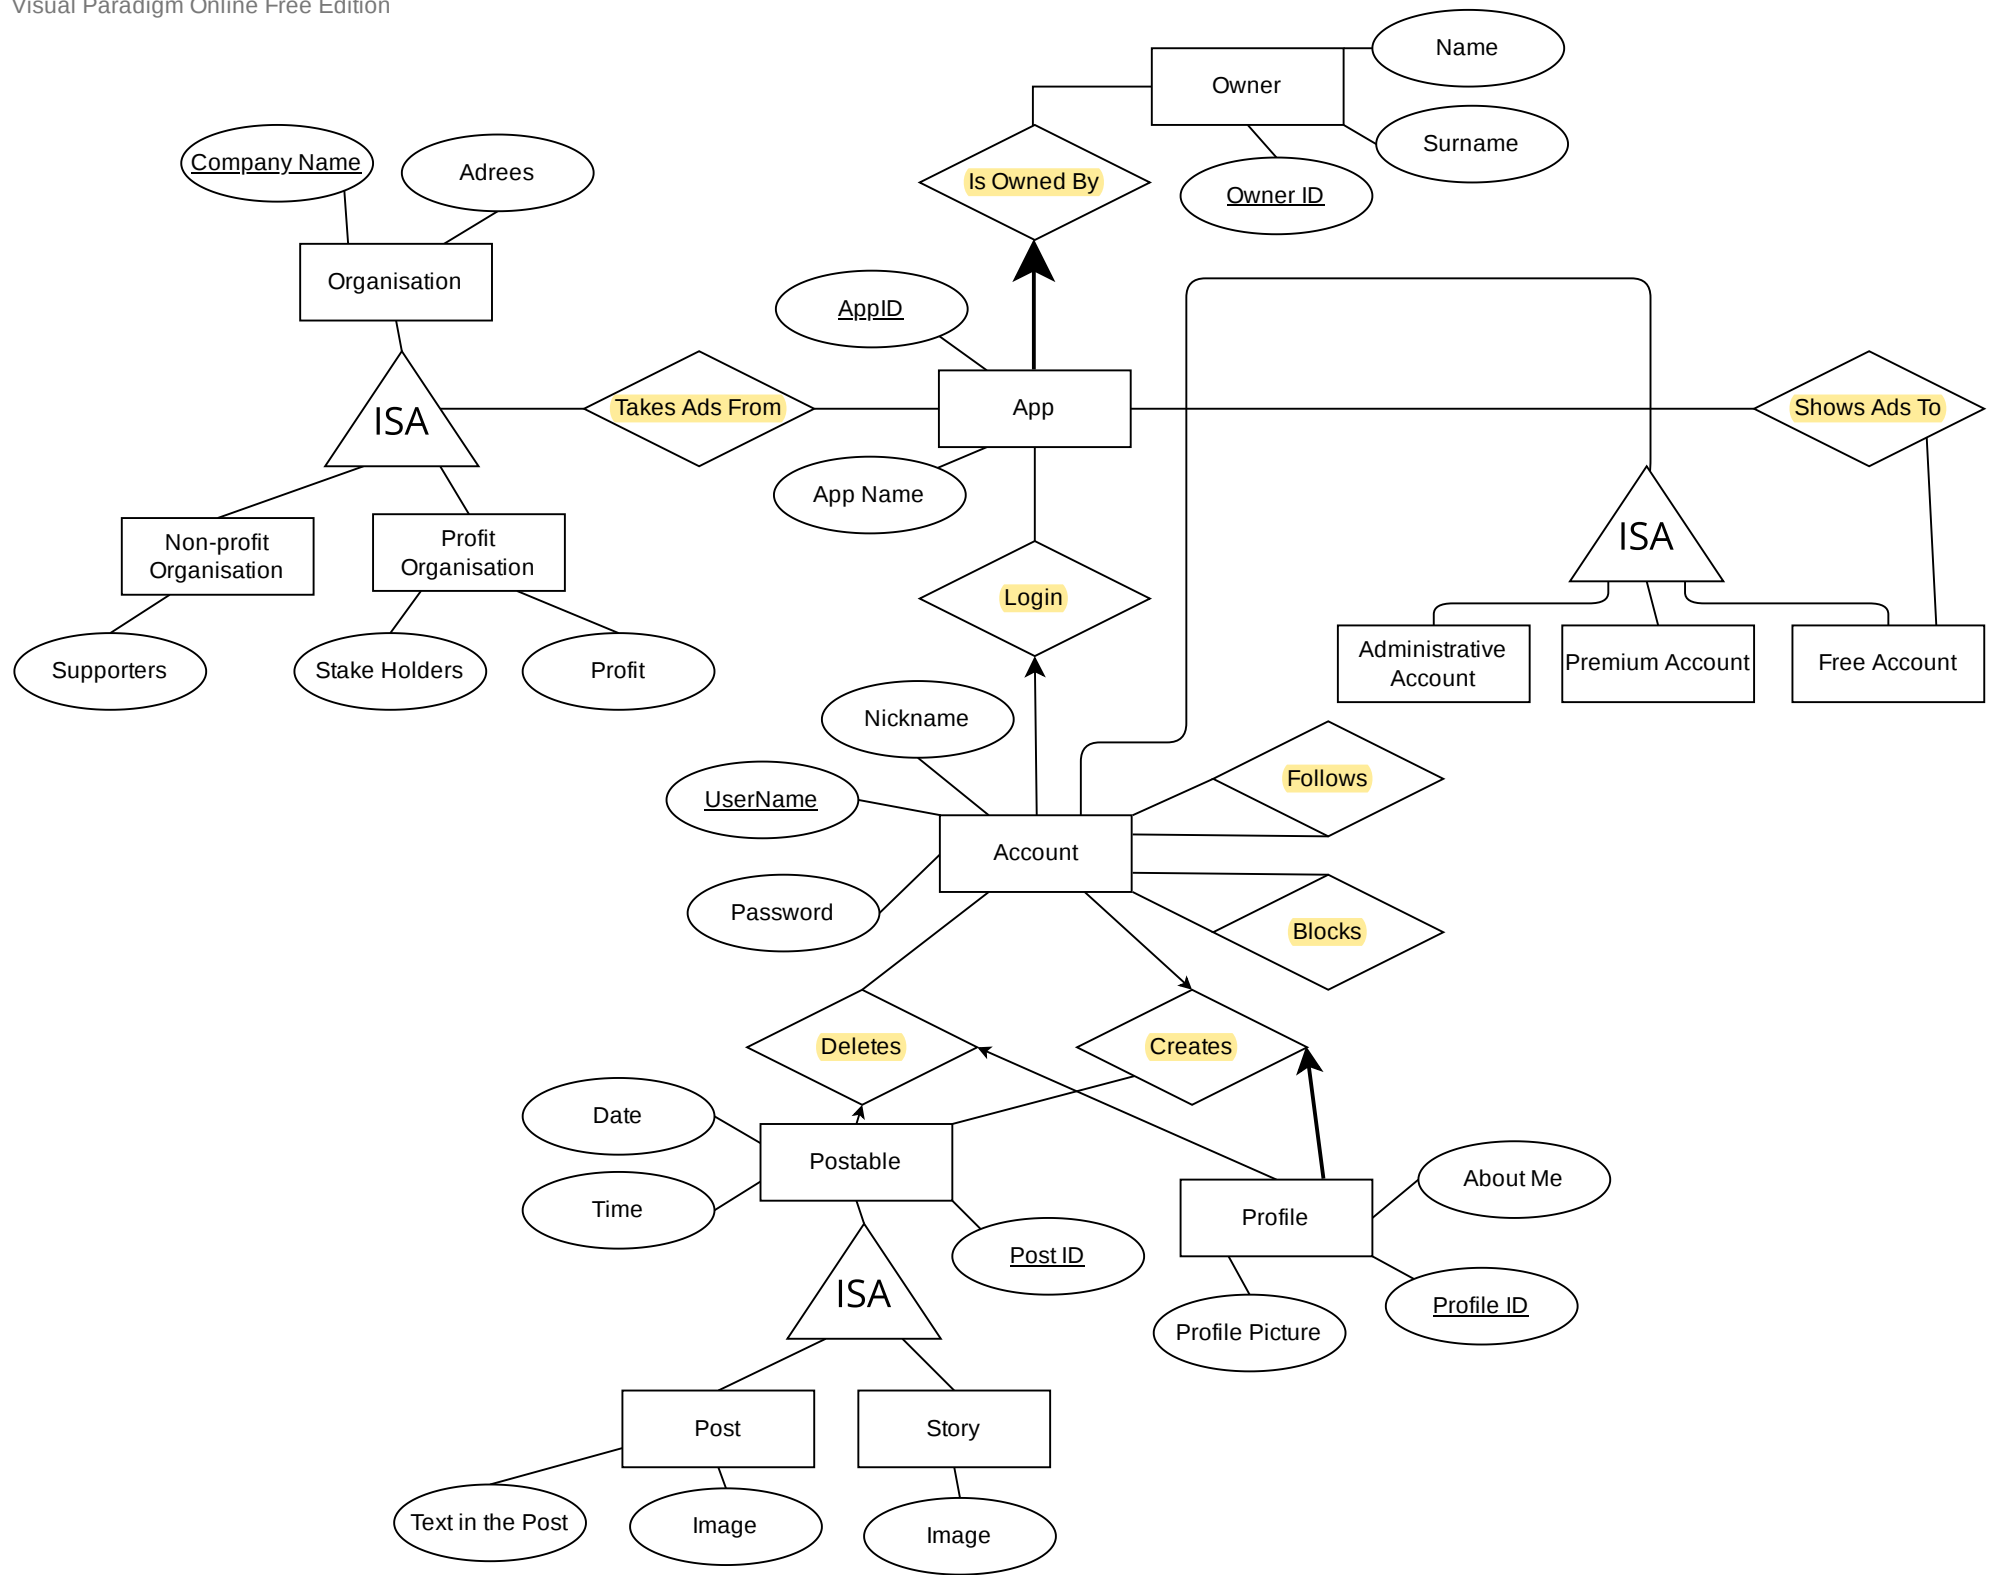 Visual Paradigm Online Free Edition
Name
Owner
Surname
Company Name
Adrees
Is Owned By
Owner ID
Organisation
AppID
ISA
Takes Ads From
App
Shows Ads To
App Name
ISA
Non-profit
Organisation
Profit
Organisation
Login
Administrative
Account
Premium Account
Free Account
Supporters
Stake Holders
Profit
Nickname
Follows
UserName
Account
Password
Blocks
Deletes
Creates
Date
Postable
About Me
Time
Profile
Post ID
ISA
Profile ID
Profile Picture
Post
Story
Text in the Post
Image
Image